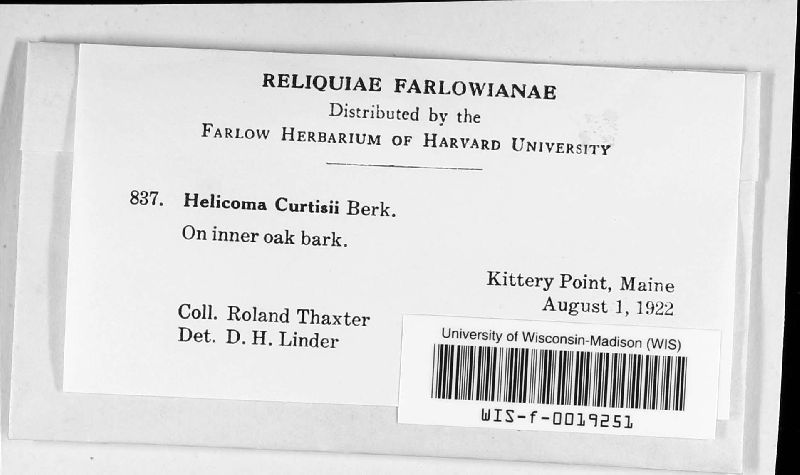 RELIQUIAE FARLOWIANAE
Distributed by the
FARLOW HERBARIUM OF HARVARD UNIVERSITY
837. Helicoma Curtisii Berk.
On inner oak bark.
Kittery Point, Maine
August 1, 1922
Coll. Roland Thaxter
Det. D. H. Linder
University of Wisconsin-Madison (WIS)
WIS-f-0019251